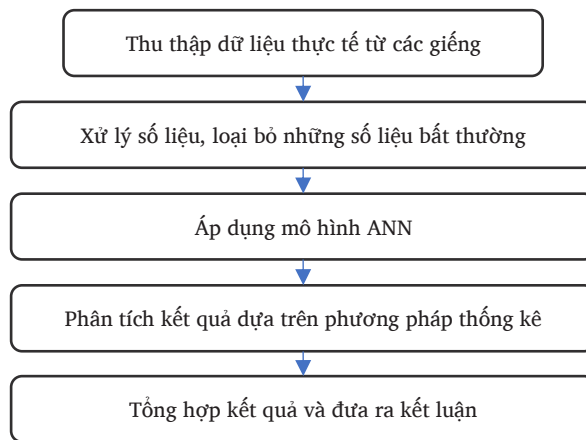 Thu thập dữ liệu thực tế từ các giếng
Xử lý số liệu, loại bỏ những số liệu bất thường
Áp dụng mô hình ANN
Phân tích kết quả dựa trên phương pháp thống kê
Tổng hợp kết quả và đưa ra kết luận